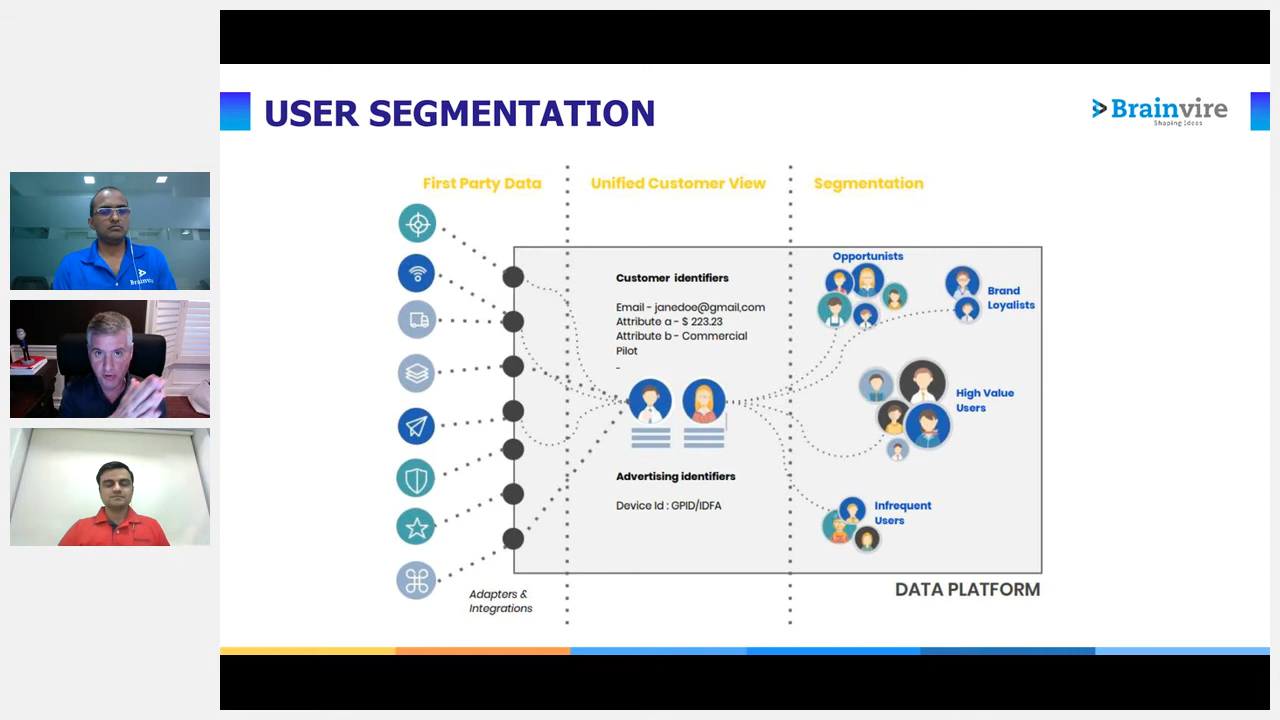 USER SEGMENTATION
Brainvire
Shaping Ideas
First Party Data
Unified Customer View
Segmentation
Customer identifiers
Email - janedoe@gmail,com
Attribute a - $ 223.23
Attribute b - Commercial
Pilot
-
Advertising identifiers
Device Id : GPID/IDFA
Opportunists
Brand
Loyalists
High Value
Users
Infrequent
Users
Adapters &
Integrations
DATA PLATFORM